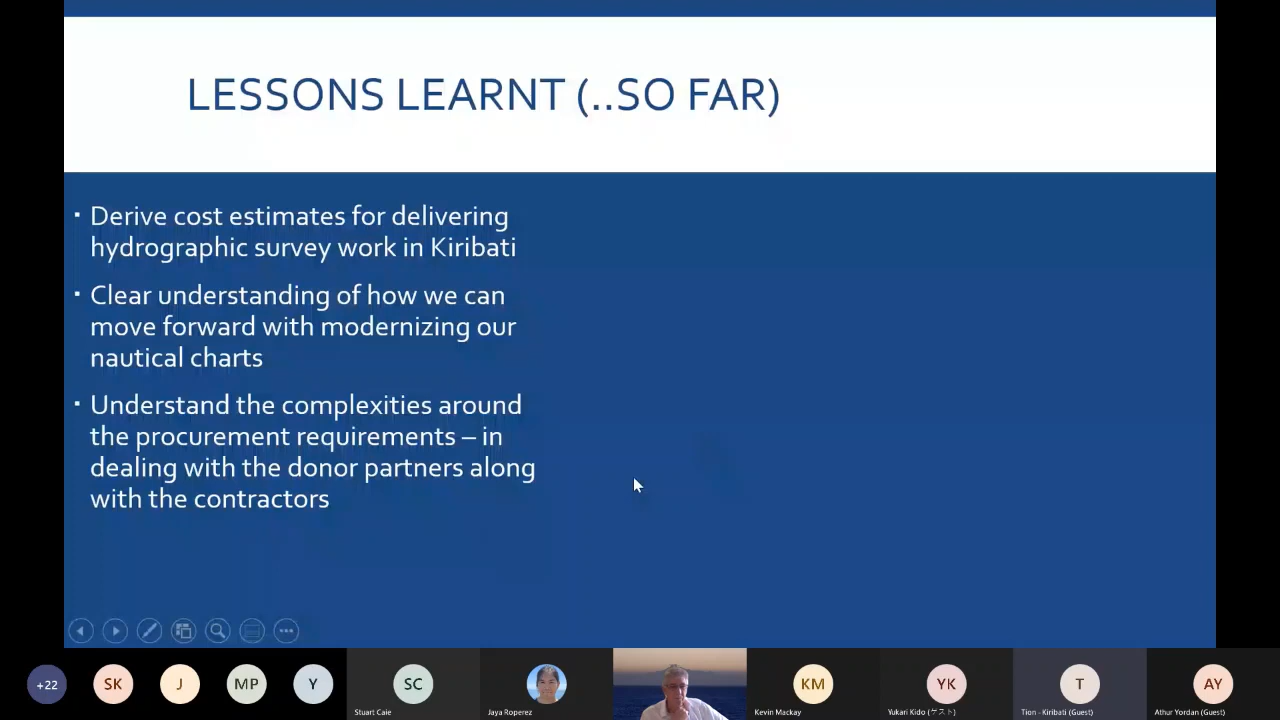 LESSONS LEARNT (..SO FAR)
▪ Derive cost estimates for delivering
hydrographic survey work in Kiribati
▪ Clear understanding of how we can
move forward with modernizing our
nautical charts
▪ Understand the complexities around
the procurement requirements – in
dealing with the donor partners along
with the contractors
+22
SK
J
MP
Y
SC
KM
YK
T
AY
Stuart Caie
Jaya Roperez
Kevin Mackay
Yukari Kido (ゲスト)
Tion - Kiribati (Guest)
Athur Yordan (Guest)